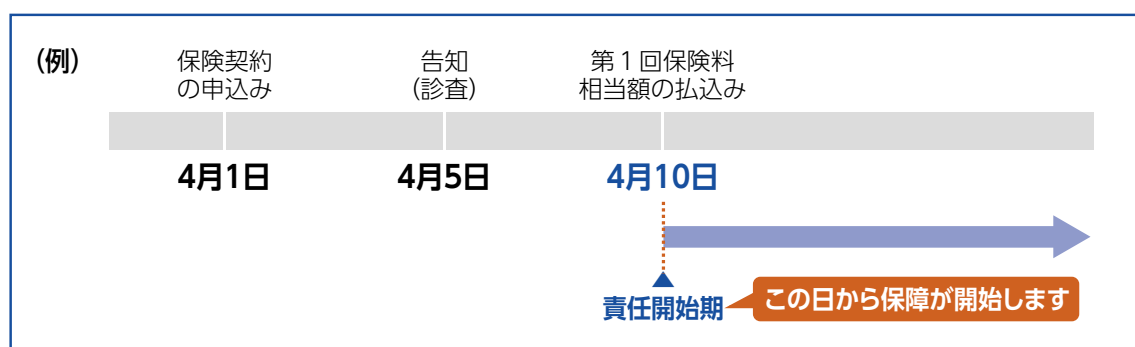 (例)
保険契約
の申込み
告知
(診査)
第1回保険料
相当額の払込み
4月1日
4月5日
4月10日
責任開始期
この日から保障が開始します